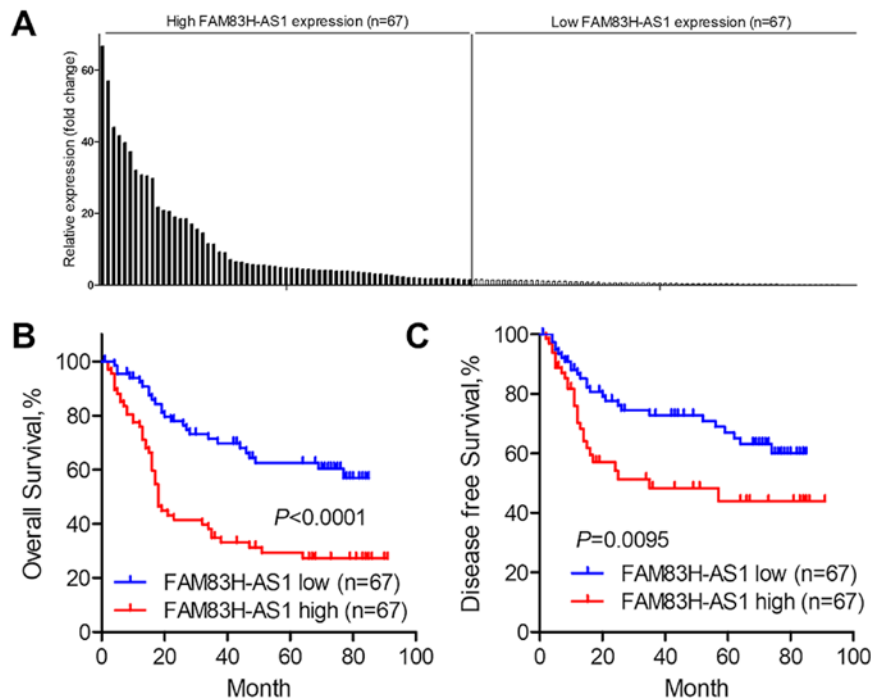 A
High FAM83H-AS1 expression (n=67)
Low FAM83H-AS1 expression (n=67)
Relative expression (fold change)
60
40
20
0
B
Overall Survival,%
100
80
60
40
20
0
P<0.0001
FAM83H-AS1 low (n=67)
FAM83H-AS1 high (n=67)
0 20 40 60 80 100
Month
C
Disease free Survival,%
100
80
60
40
20
0
P=0.0095
FAM83H-AS1 low (n=67)
FAM83H-AS1 high (n=67)
0 20 40 60 80 100
Month